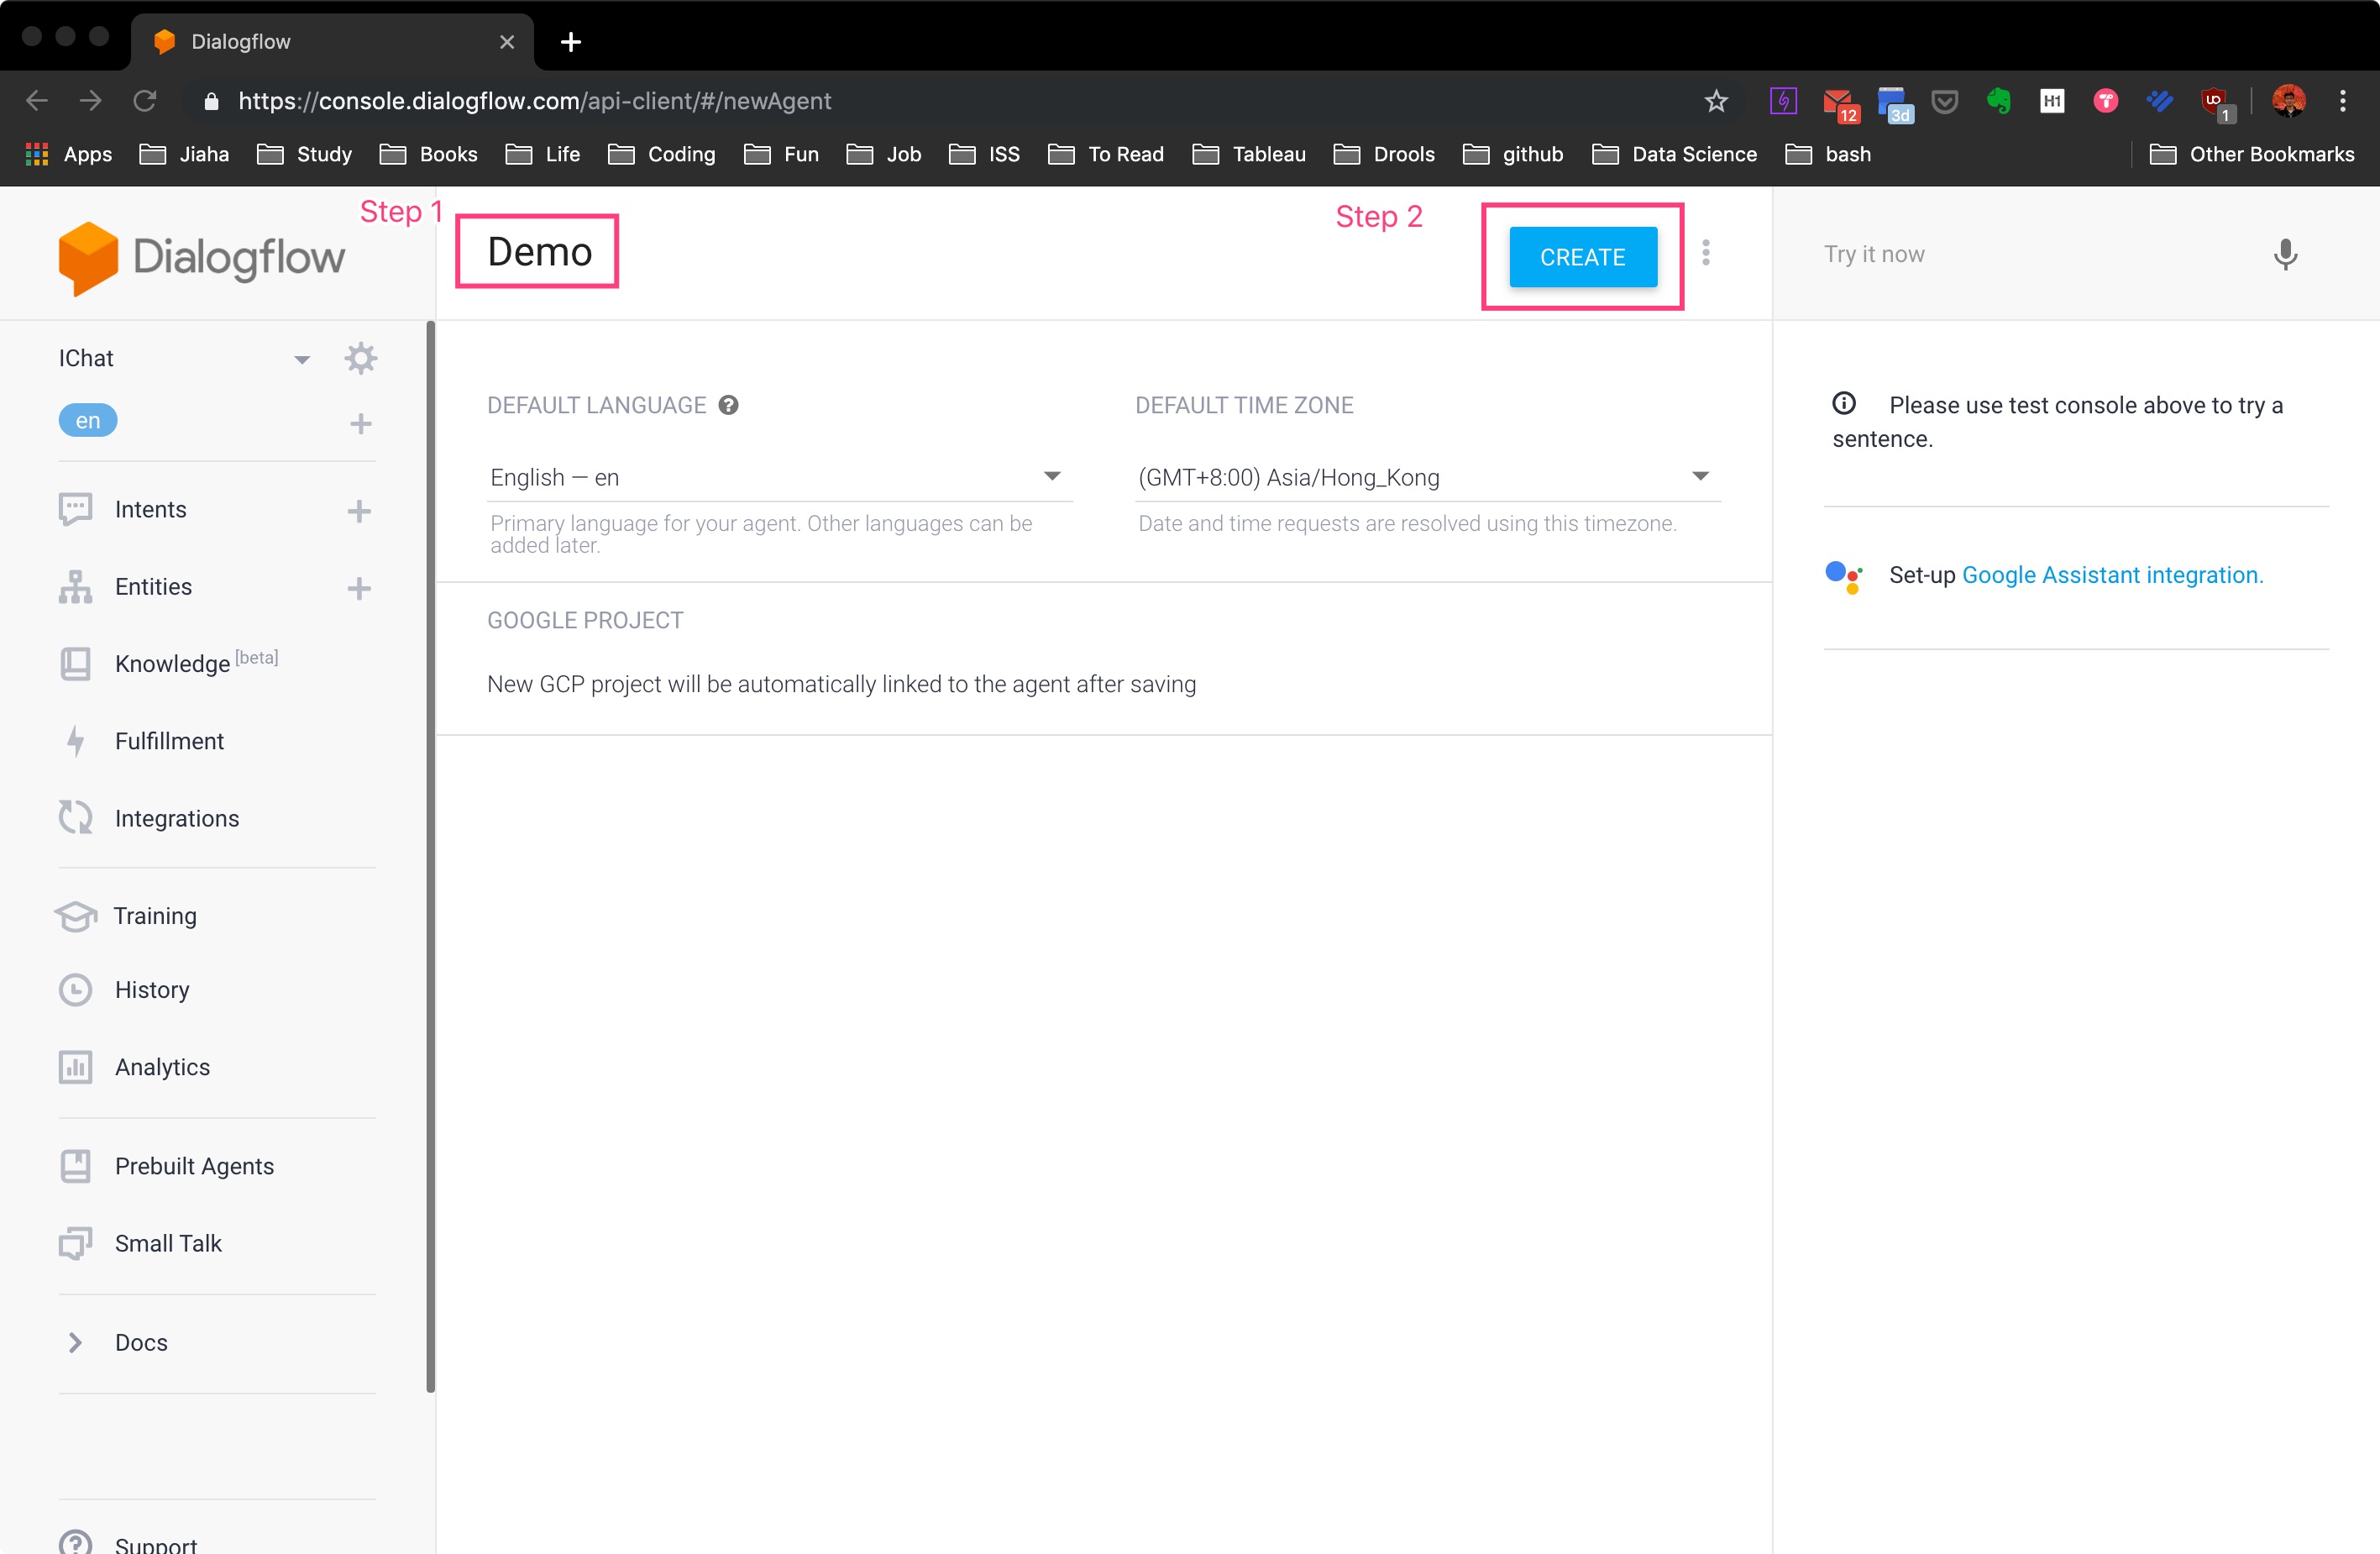 Dialogflow
https://console.dialogflow.com/api-client/#/newAgent
12
3d
H1
1
Apps Jiaha Study Books Life Coding Fun Job ISS To Read Tableau Drools github Data Science bash Other Bookmarks
Step 1
Step 2
Dialogflow
Demo
CREATE
Try it now
IChat
en
Intents
Entities
Knowledge [beta]
Fulfillment
Integrations
Training
History
Analytics
Prebuilt Agents
Small Talk
Docs
Support
DEFAULT LANGUAGE
English — en
Primary language for your agent. Other languages can be
added later.
DEFAULT TIME ZONE
(GMT+8:00) Asia/Hong_Kong
Date and time requests are resolved using this timezone.
GOOGLE PROJECT
New GCP project will be automatically linked to the agent after saving
Please use test console above to try a
sentence.
Set-up Google Assistant integration.